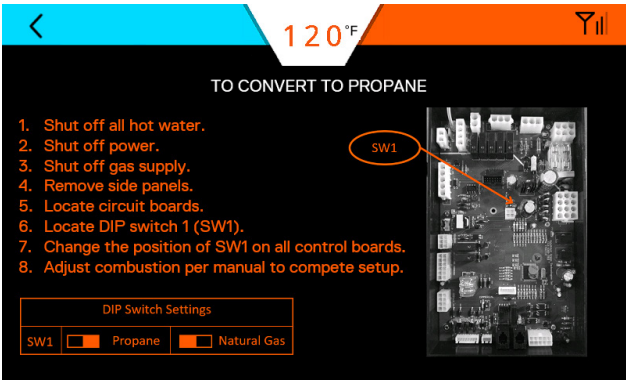 120°F
TO CONVERT TO PROPANE
1. Shut off all hot water.
2. Shut off power.
3. Shut off gas supply.
4. Remove side panels.
5. Locate circuit boards.
6. Locate DIP switch 1 (SW1).
7. Change the position of SW1 on all control boards.
8. Adjust combustion per manual to compete setup.
SW1
DIP Switch Settings
SW1 Propane Natural Gas